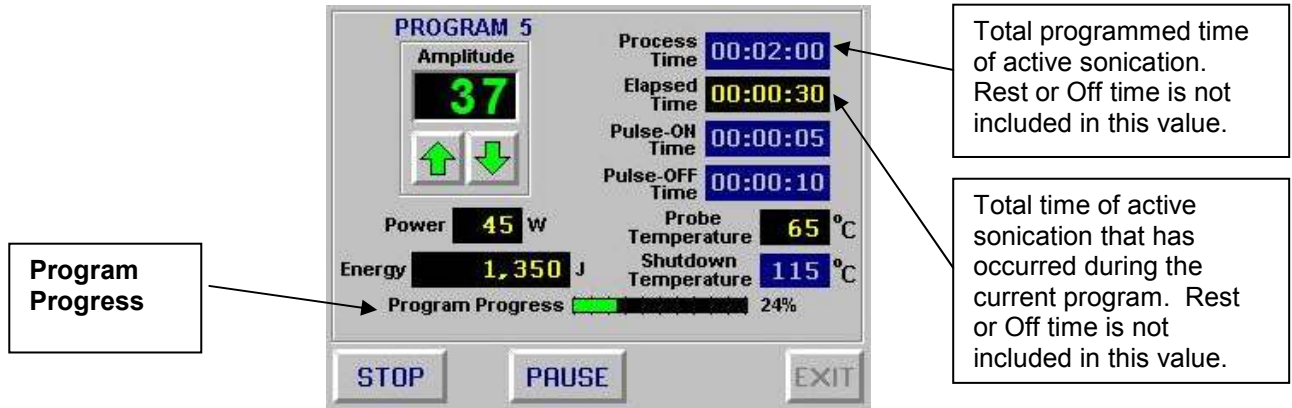 PROGRAM 5
Amplitude
37
Power 45 W
Energy 1,350 J
Process
Time 00:02:00
Elapsed
Time 00:00:30
Pulse-ON
Time 00:00:05
Pulse-OFF
Time 00:00:10
Probe
Temperature 65 °C
Shutdown
Temperature 115 °C
Program Progress 24%
STOP PAUSE EXIT
Program
Progress
Total programmed time
of active sonication.
Rest or Off time is not
included in this value.
Total time of active
sonication that has
occurred during the
current program. Rest
or Off time is not
included in this value.